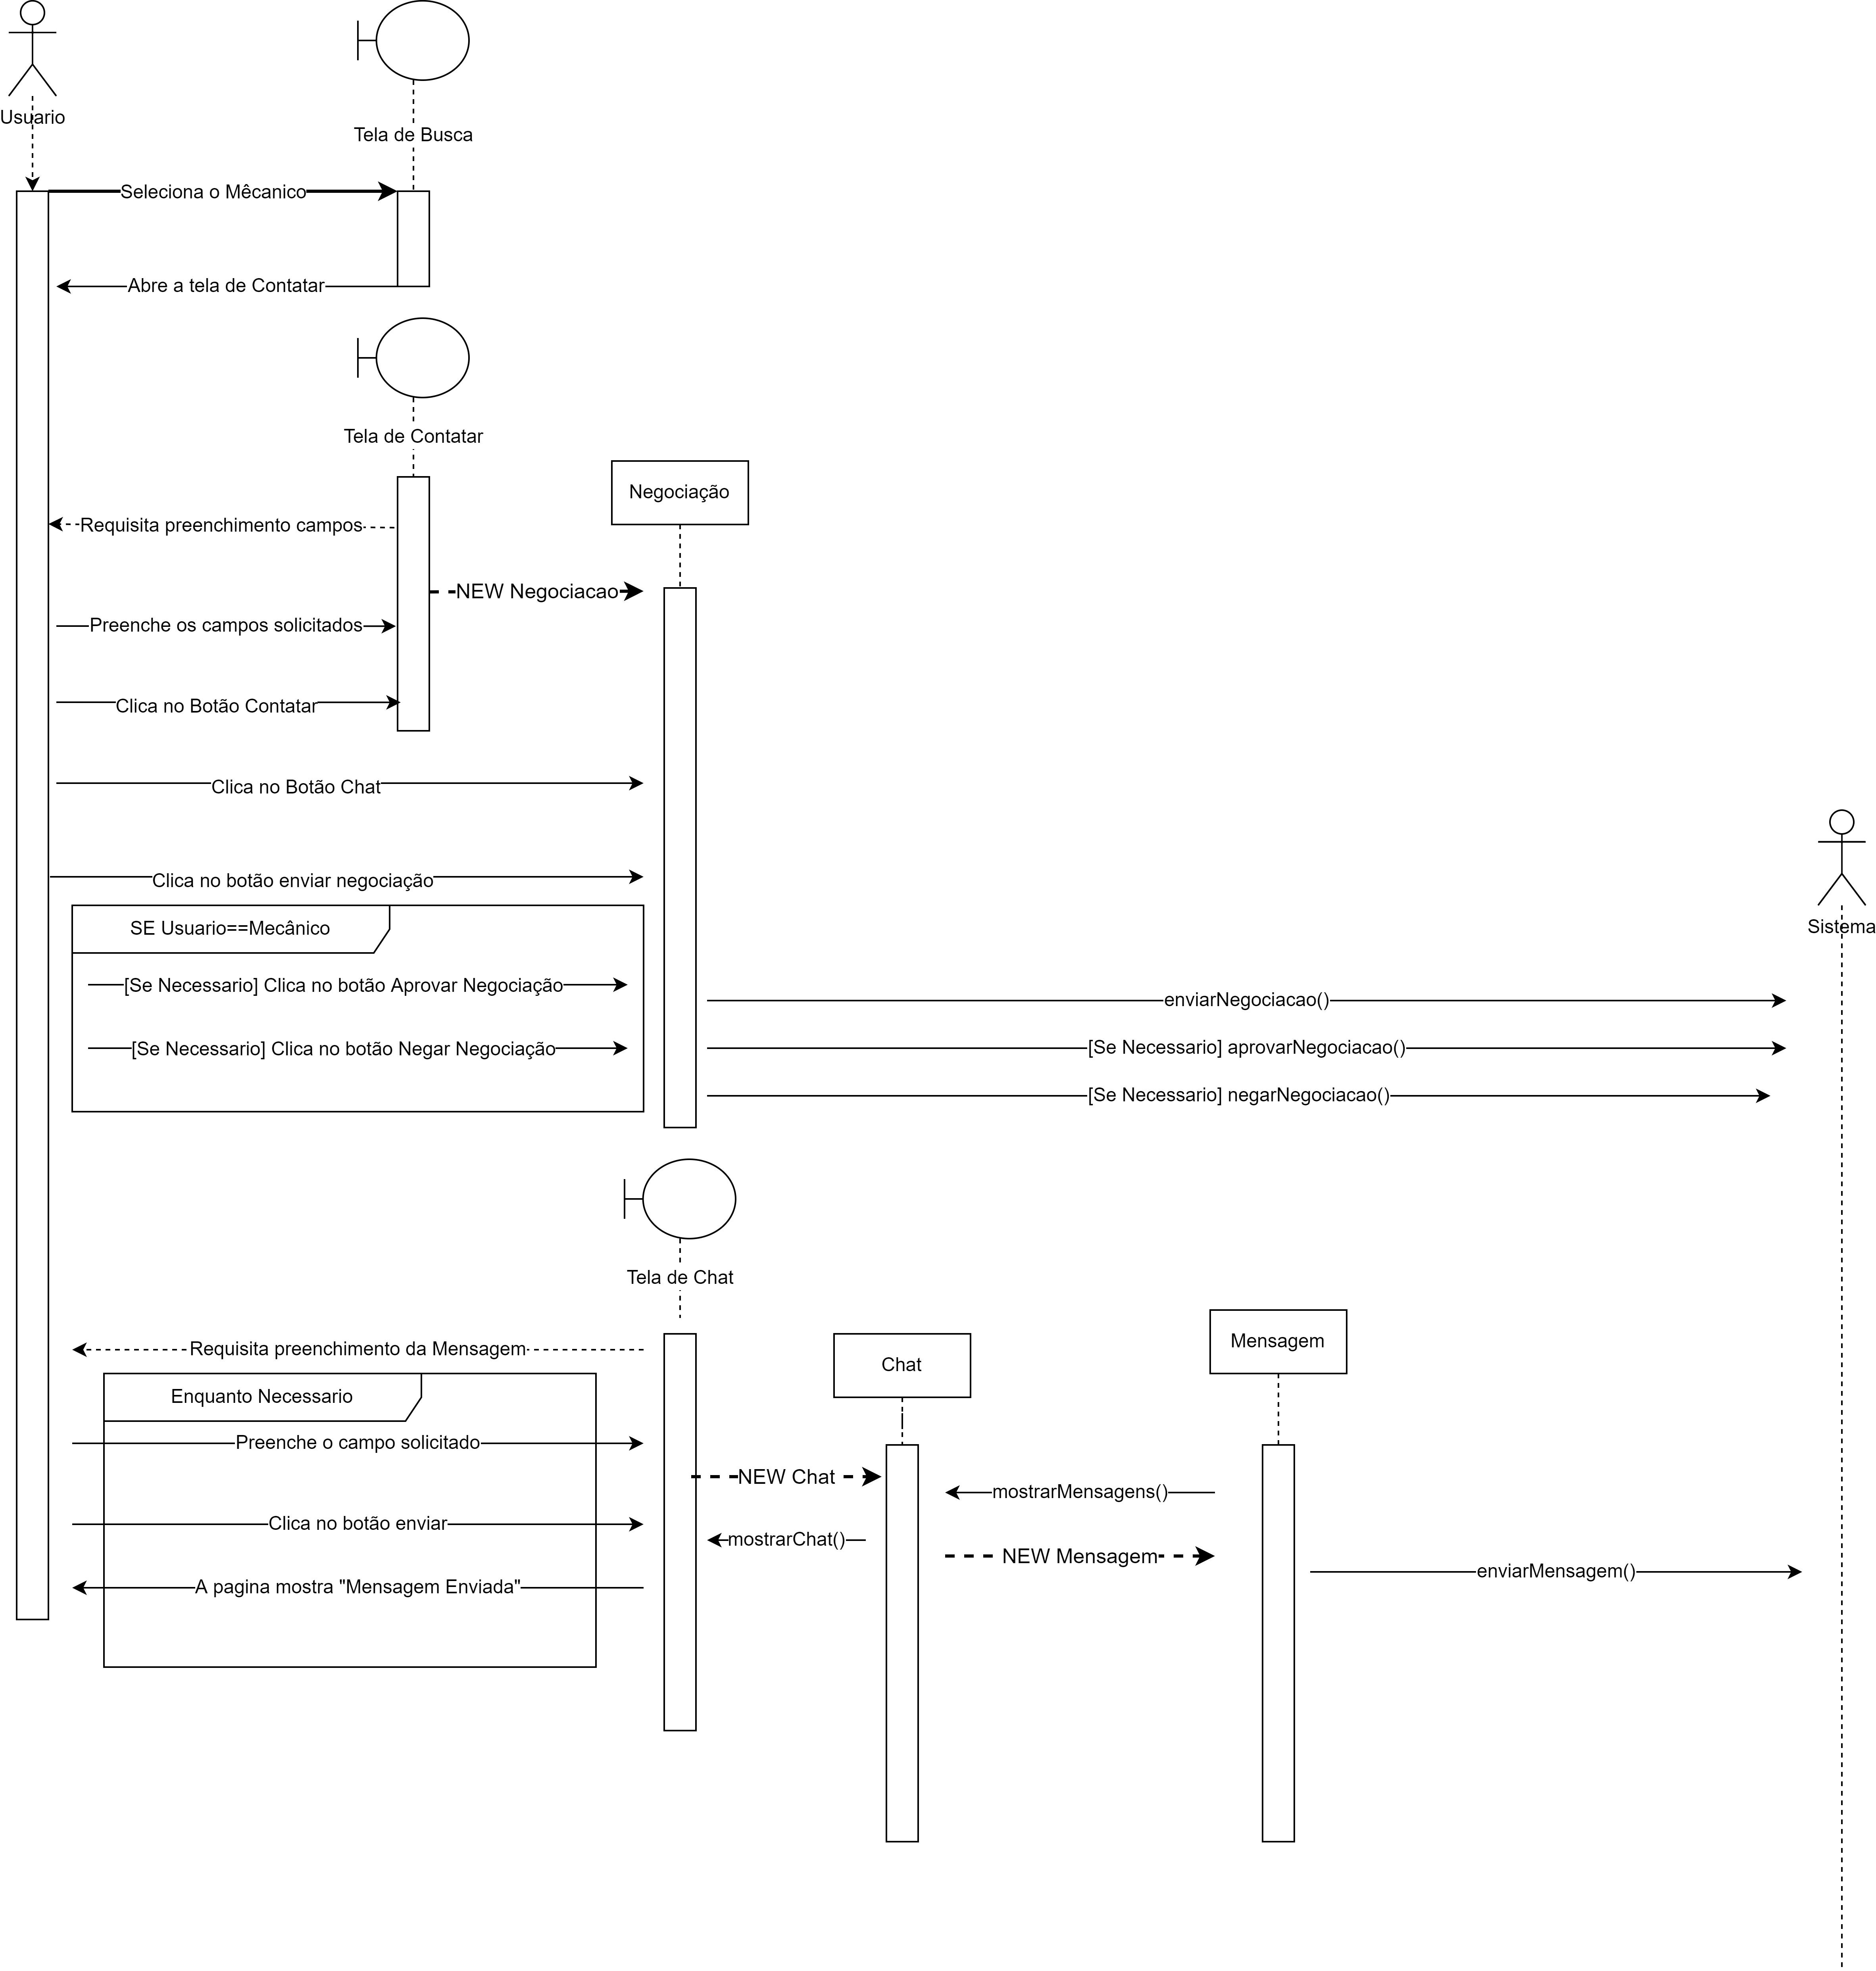 Usuario
Tela de Busca
Seleciona o Mêcanico
Abre a tela de Contatar
Tela de Contatar
Negociação
Requisita preenchimento campos
NEW Negociacao
Preenche os campos solicitados
Clica no Botão Contatar
Clica no Botão Chat
Clica no botão enviar negociação
Sistema
SE Usuario==Mecânico
[Se Necessario] Clica no botão Aprovar Negociação
enviarNegociacao()
[Se Necessario] Clica no botão Negar Negociação
[Se Necessario] aprovarNegociacao()
[Se Necessario] negarNegociacao()
Tela de Chat
Requisita preenchimento da Mensagem
Chat
Mensagem
Enquanto Necessario
Preenche o campo solicitado
NEW Chat
mostrarMensagens()
Clica no botão enviar
mostrarChat()
NEW Mensagem
enviarMensagem()
A pagina mostra "Mensagem Enviada"